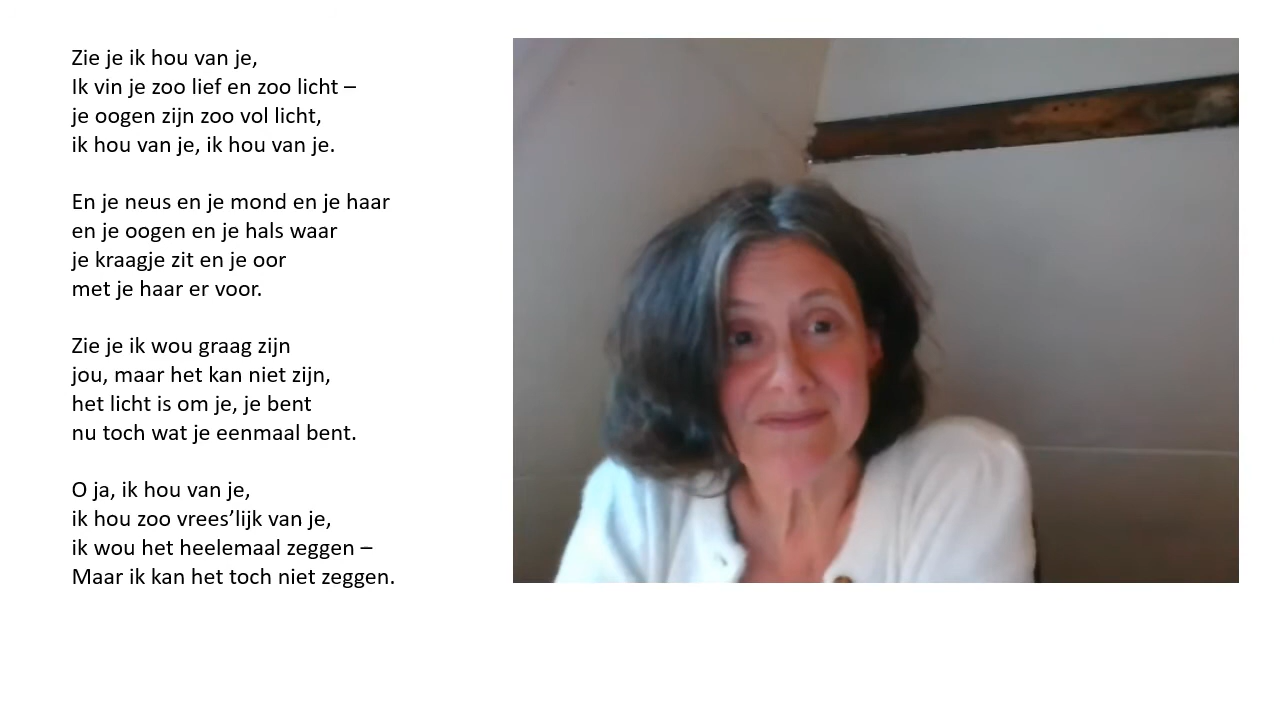 Zie je ik hou van je,
Ik vin je zoo lief en zoo licht –
je oogen zijn zoo vol licht,
ik hou van je, ik hou van je.
En je neus en je mond en je haar
en je oogen en je hals waar
je kraagje zit en je oor
met je haar er voor.
Zie je ik wou graag zijn
jou, maar het kan niet zijn,
het licht is om je, je bent
nu toch wat je eenmaal bent.
O ja, ik hou van je,
ik hou zoo vrees’lijk van je,
ik wou het heelemaal zeggen –
Maar ik kan het toch niet zeggen.